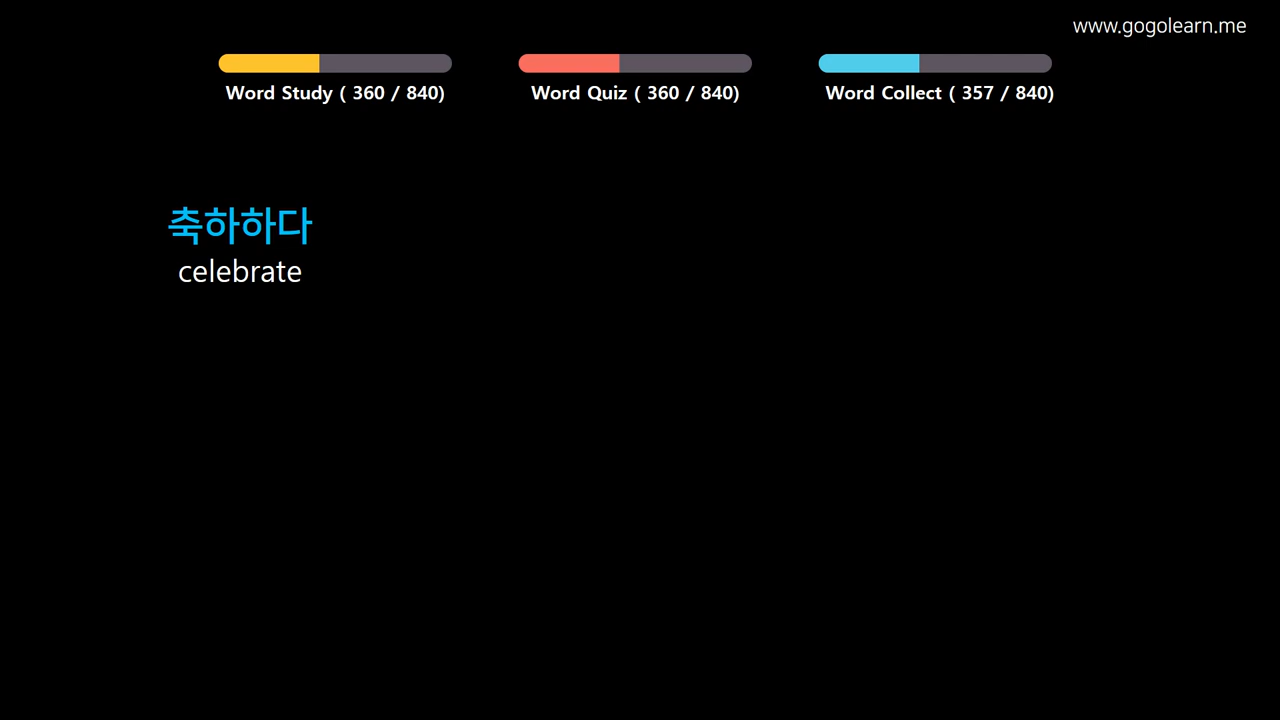 www.gogolearn.me
Word Study ( 360 / 840)
Word Quiz ( 360 / 840)
Word Collect ( 357 / 840)
축하하다
celebrate